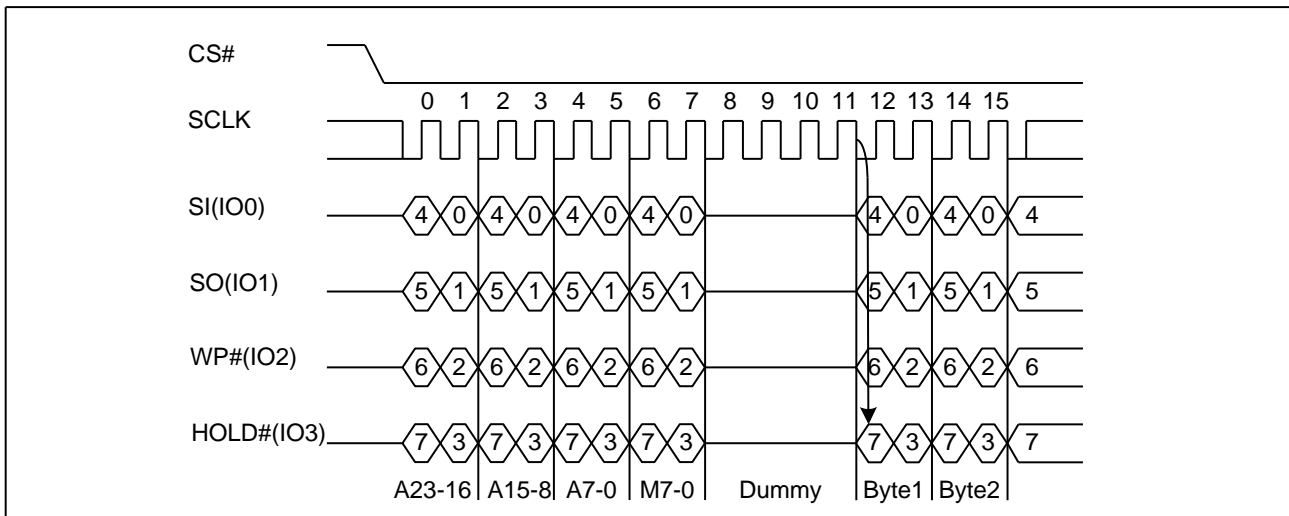 CS#
0 1 2 3 4 5 6 7 8 9 10 11 12 13 14 15
SCLK
SI(IO0) 4 0 4 0 4 0 4 0 4 0 4 0 4
SO(IO1) 5 1 5 1 5 1 5 1 5 1 5 1 5
WP#(IO2) 6 2 6 2 6 2 6 2 6 2 6 2 6
HOLD#(IO3) 7 3 7 3 7 3 7 3 7 3 7 3 7
A23-16 A15-8 A7-0 M7-0 Dummy Byte1 Byte2